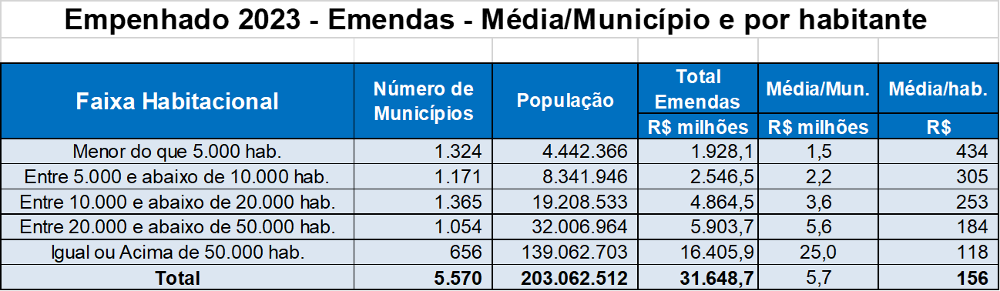 Empenhado 2023 - Emendas - Média/Município e por habitante
Faixa Habitacional Número de Municípios População Total Emendas Média/Mun. Média/hab.
R$ milhões R$ milhões R$
Menor do que 5.000 hab. 1.324 4.442.366 1.928,1 1,5 434
Entre 5.000 e abaixo de 10.000 hab. 1.171 8.341.946 2.546,5 2,2 305
Entre 10.000 e abaixo de 20.000 hab. 1.365 19.208.533 4.864,5 3,6 253
Entre 20.000 e abaixo de 50.000 hab. 1.054 32.006.964 5.903,7 5,6 184
Igual ou Acima de 50.000 hab. 656 139.062.703 16.405,9 25,0 118
Total 5.570 203.062.512 31.648,7 5,7 156